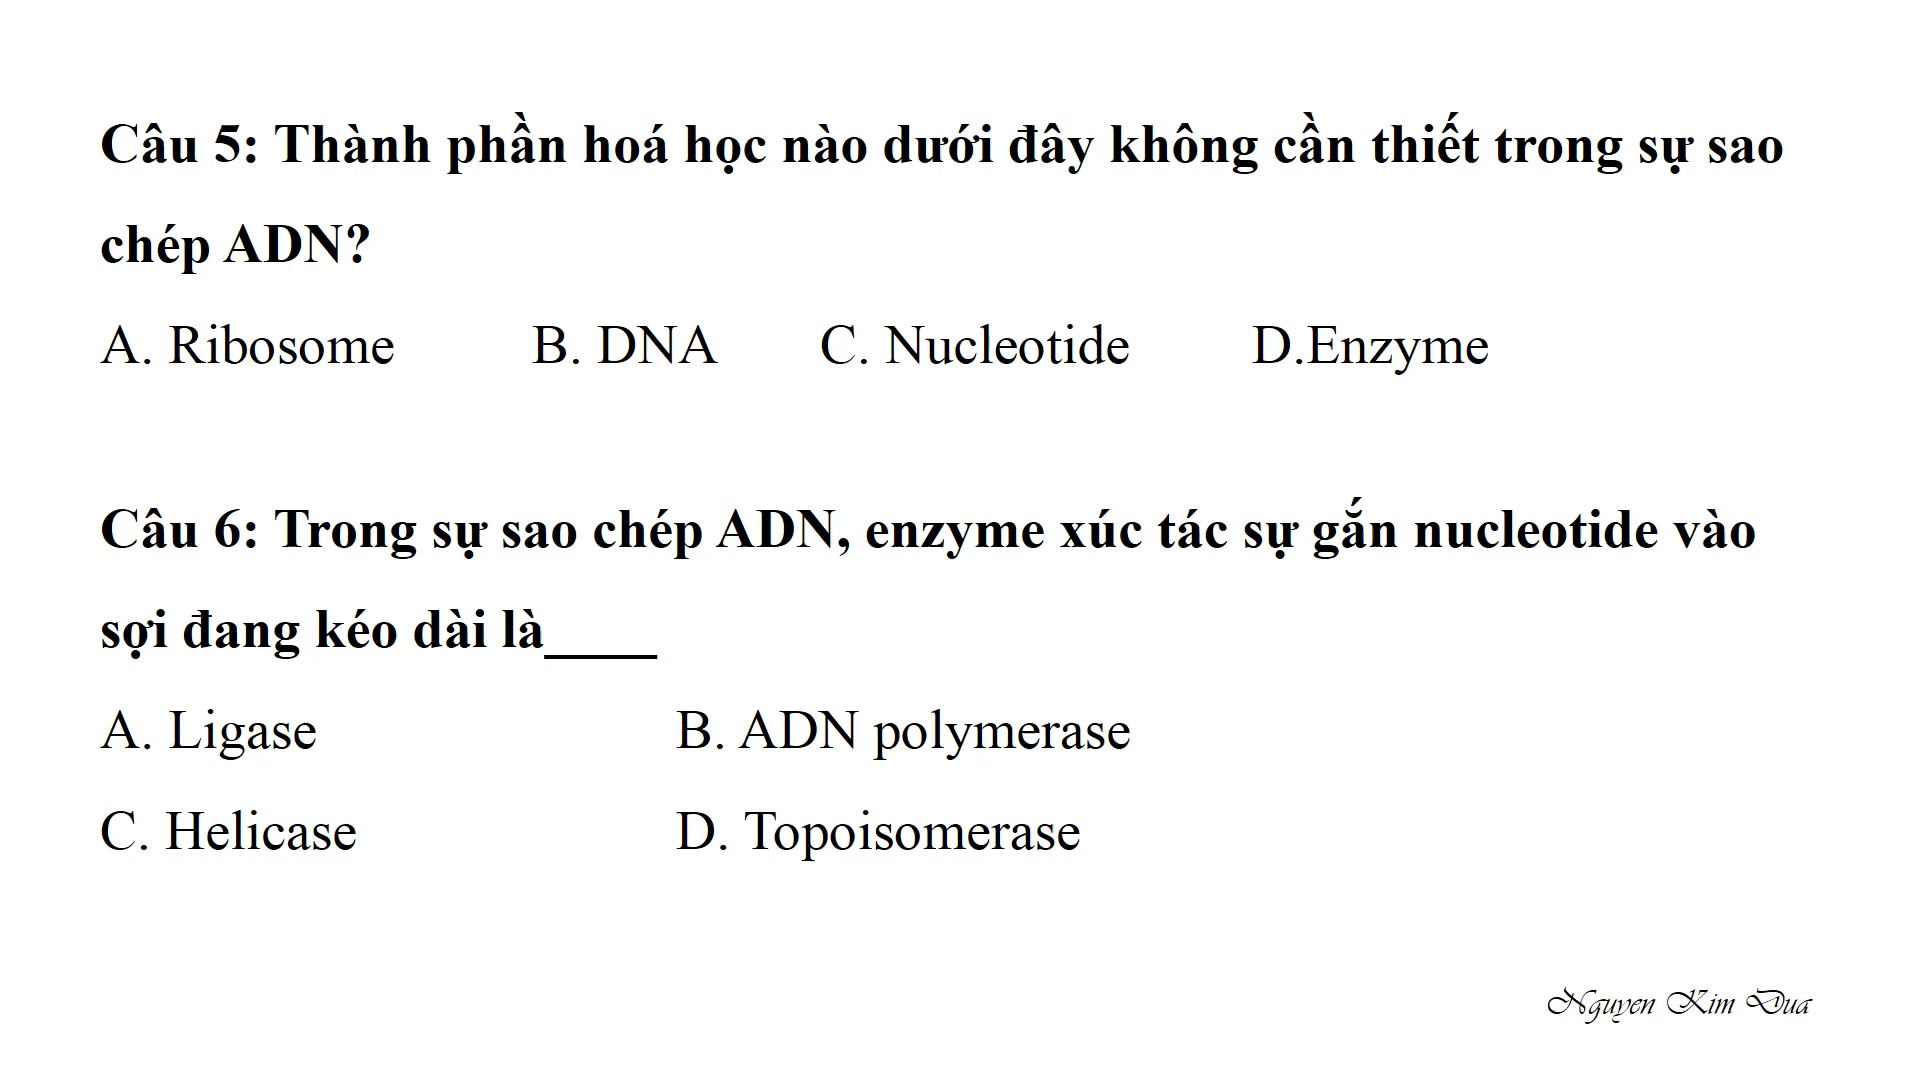 Câu 5: Thành phần hoá học nào dưới đây không cần thiết trong sự sao
chép ADN?
A. Ribosome B. DNA C. Nucleotide D.Enzyme
Câu 6: Trong sự sao chép ADN, enzyme xúc tác sự gắn nucleotide vào
sợi đang kéo dài là____
A. Ligase B. ADN polymerase
C. Helicase D. Topoisomerase
Nguyen Kim Dua